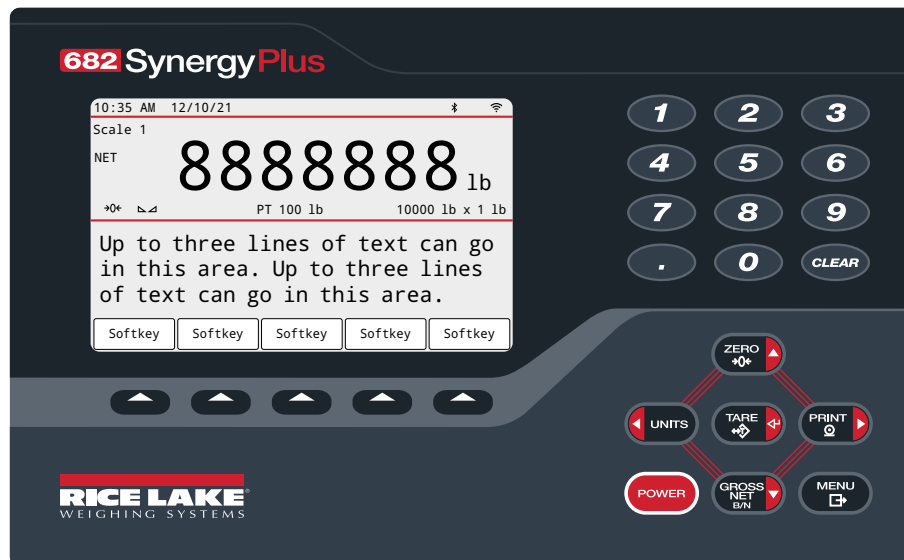 682 SynergyPlus
10:35 AM 12/10/21
Scale 1
NET
8888888 lb
→0← PT 100 lb 10000 lb x 1 lb
Up to three lines of text can go
in this area. Up to three lines
of text can go in this area.
Softkey Softkey Softkey Softkey Softkey
1 2 3
4 5 6
7 8 9
. 0 CLEAR
ZERO
→0←
UNITS
TARE
T
PRINT
POWER
GROSS
NET
B/N
MENU
RICE LAKE®
WEIGHING SYSTEMS